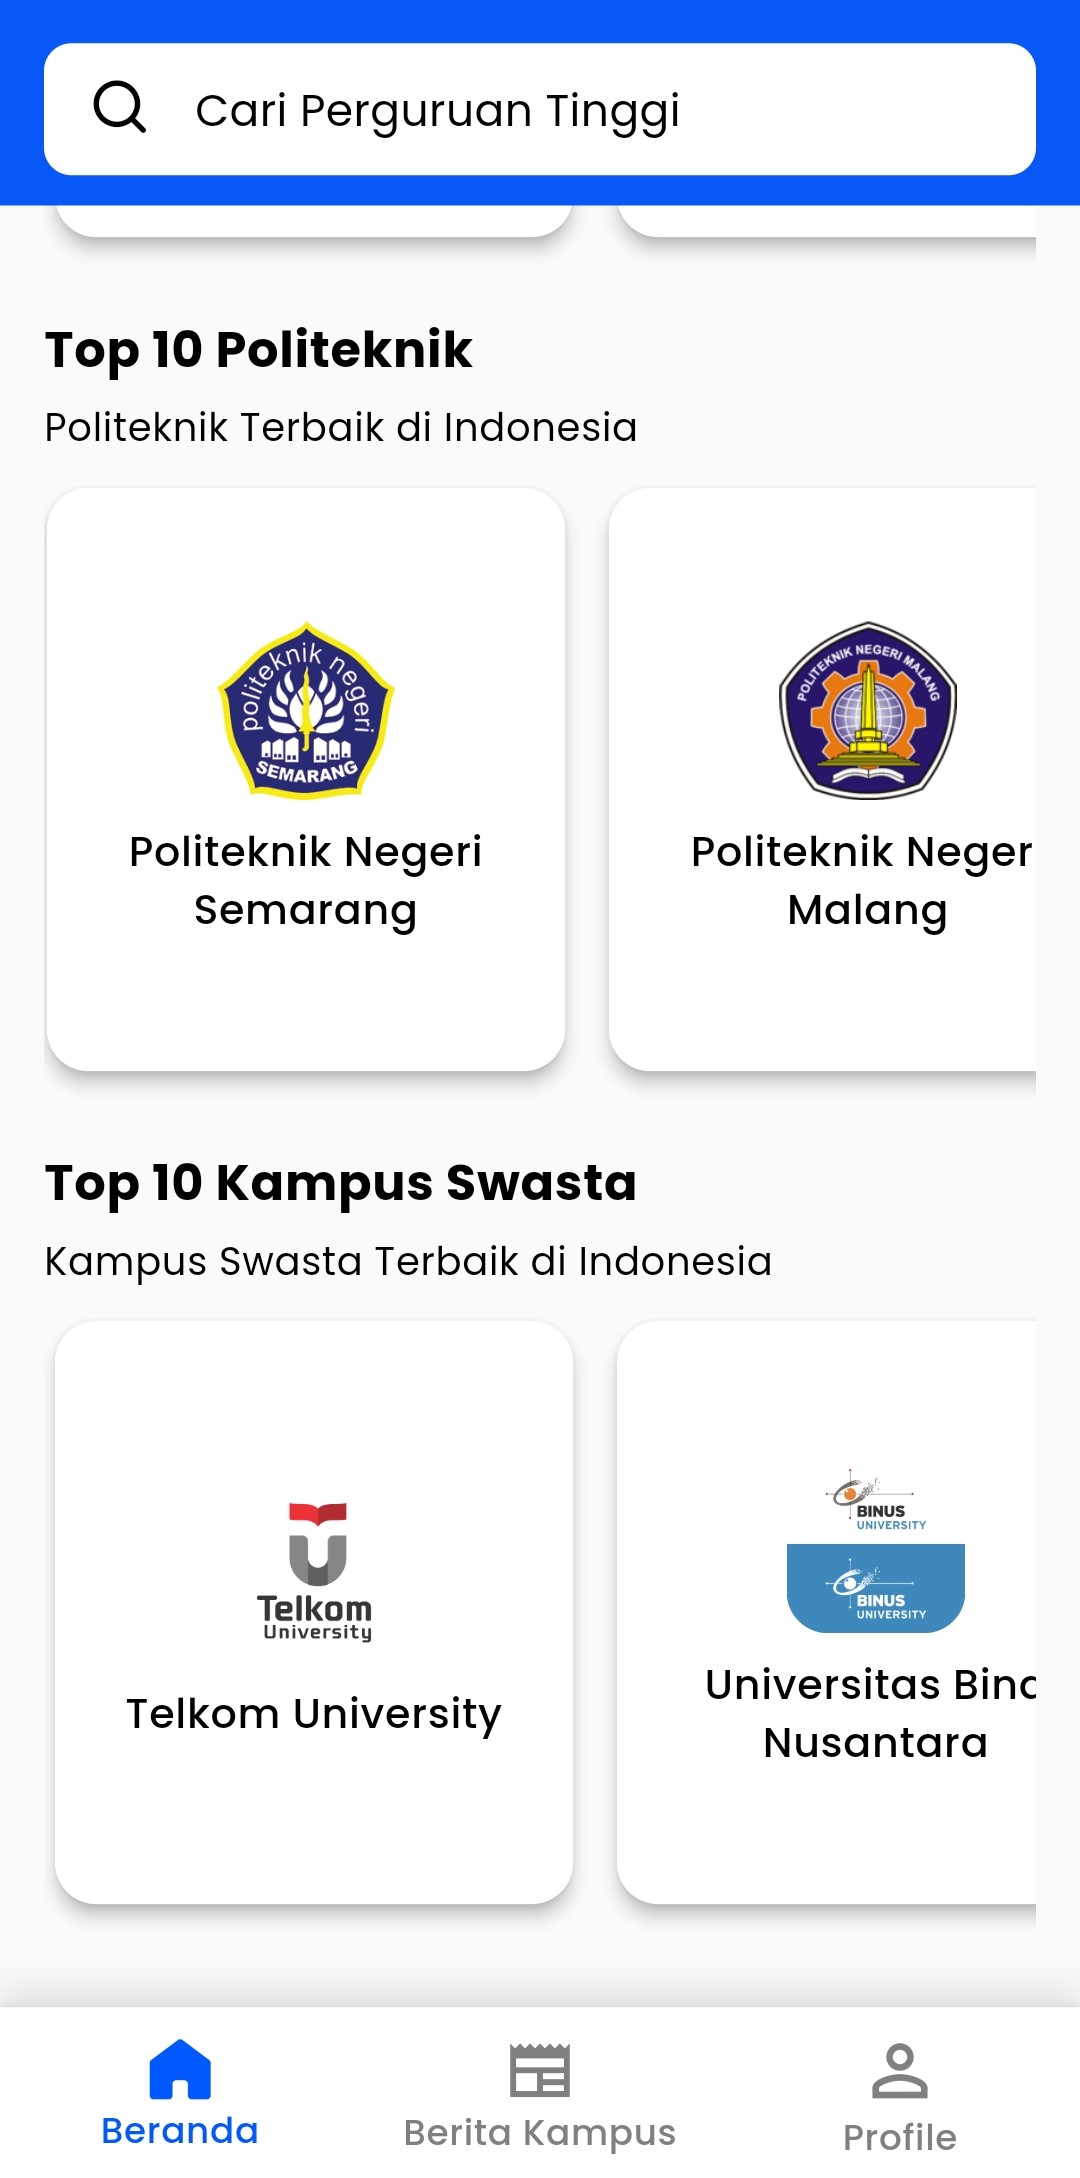 Cari Perguruan Tinggi
Top 10 Politeknik
Politeknik Terbaik di Indonesia
politeknik negeri
SEMARANG
Politeknik Negeri
Semarang
POLITEKNIK NEGERI MALANG
Politeknik Neger
Malang
Top 10 Kampus Swasta
Kampus Swasta Terbaik di Indonesia
Telkom
University
Telkom University
BINUS
UNIVERSITY
BINUS
UNIVERSITY
Universitas Bina
Nusantara
Beranda
Berita Kampus
Profile